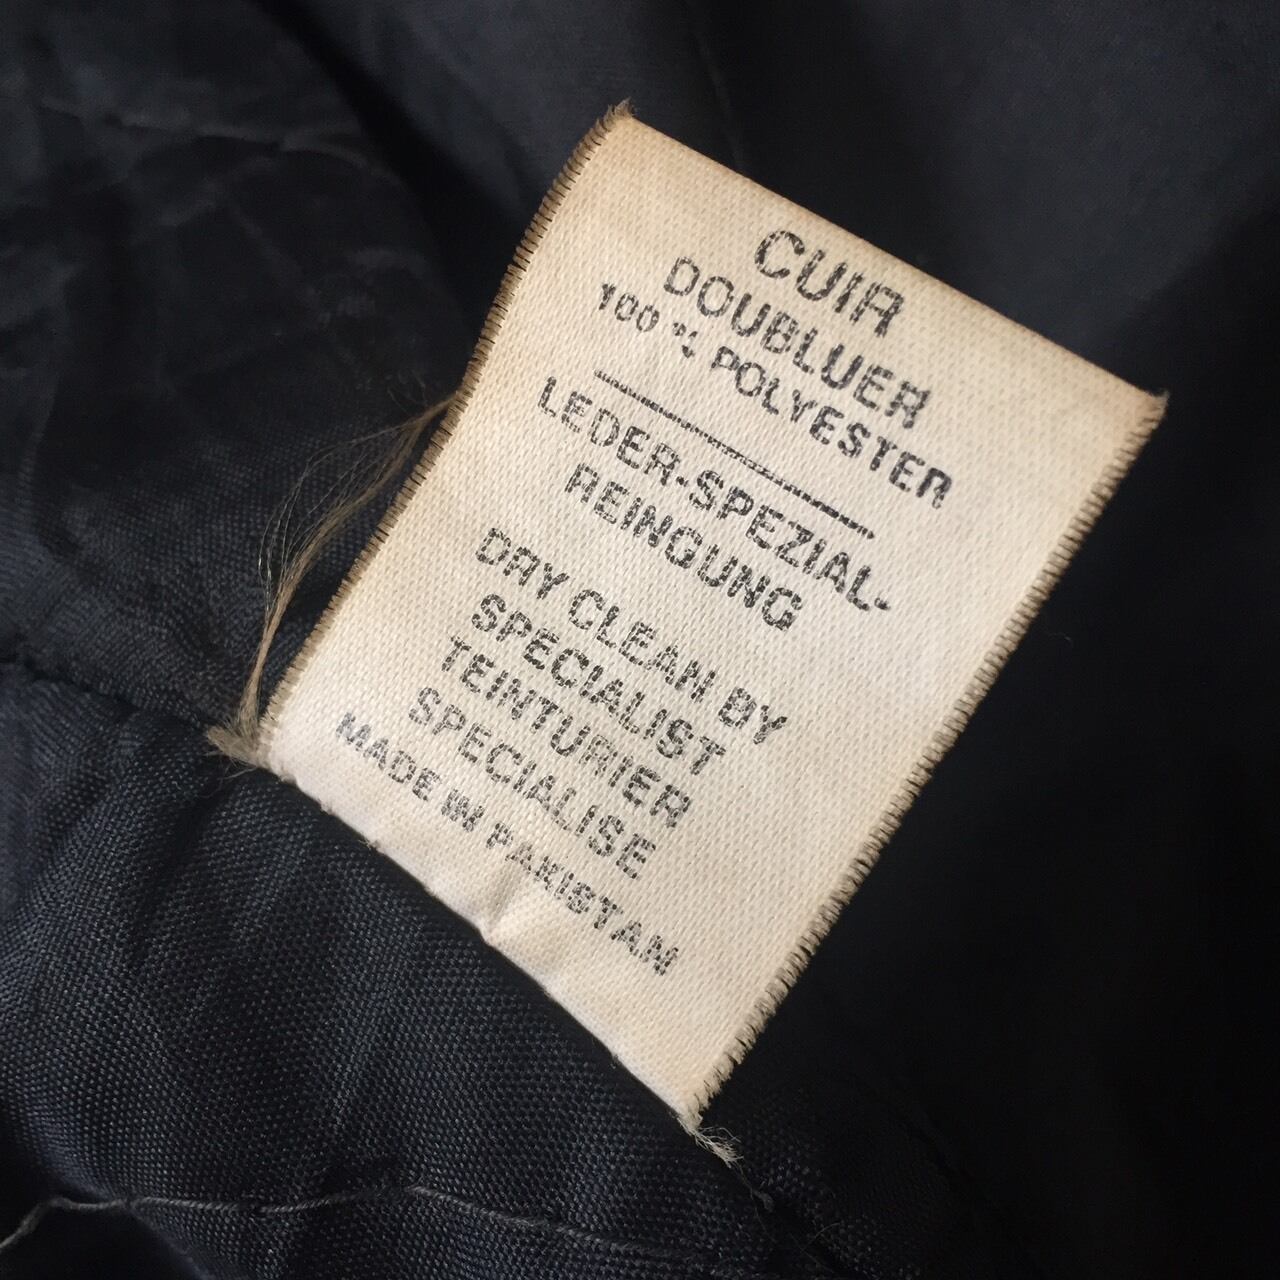 CUIR
DOUBLUER
100 % POLYESTER
LEDER-SPEZIAL-
REINGUNG
DRY CLEAN BY
SPECIALIST
TEINTURIER
SPECIALISE
MADE IN PAKISTAN